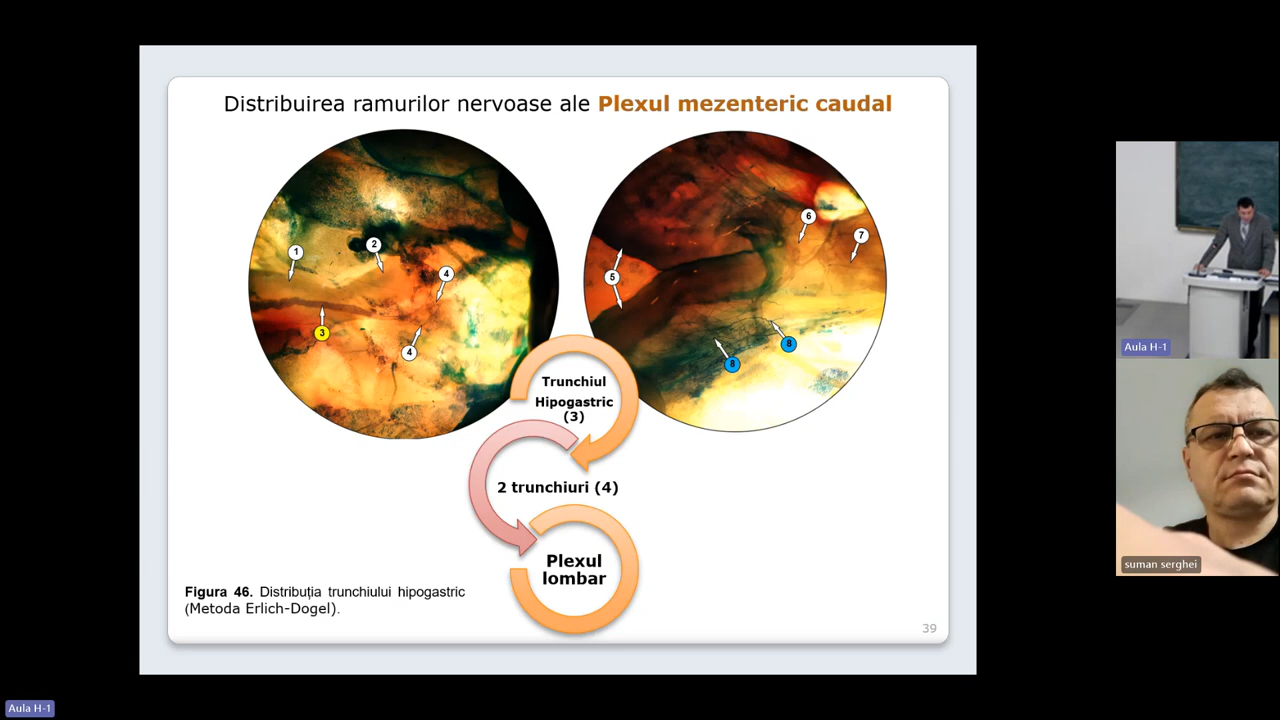 Distribuirea ramurilor nervoase ale Plexul mezenteric caudal
1
2
3
4
4
5
6
7
8
8
Trunchiul
Hipogastric
(3)
2 trunchiuri (4)
Plexul
lombar
Figura 46. Distribuția trunchiului hipogastric
(Metoda Erlich-Dogel).
39
Aula H-1
suman serghei
Aula H-1